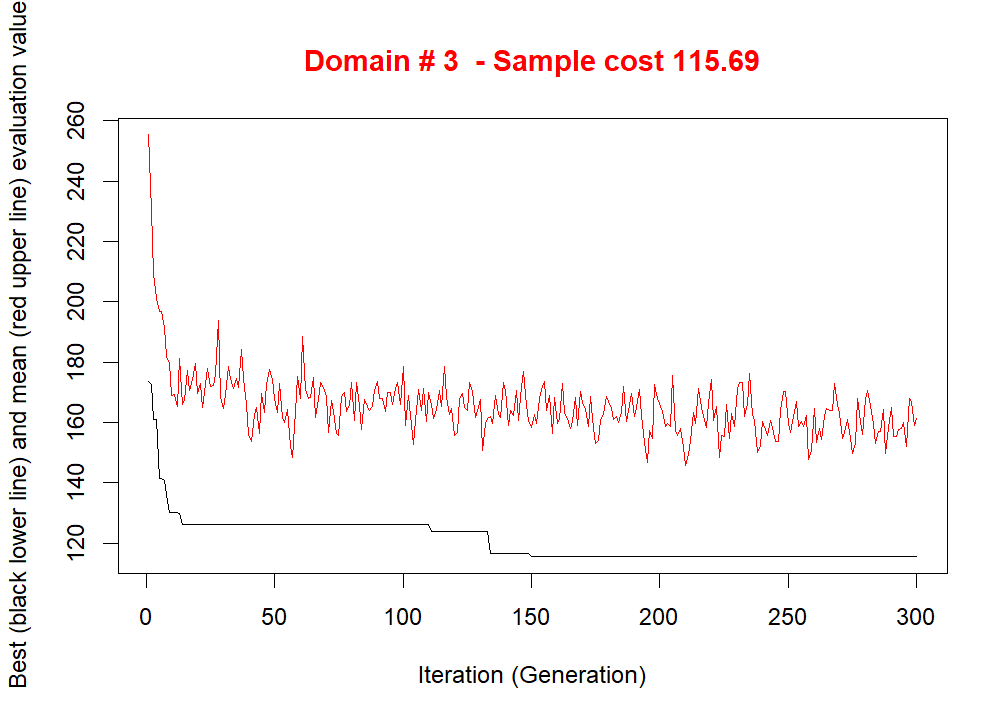 Domain # 3  - Sample cost 115.69
Best (black lower line) and mean (red upper line) evaluation value
260
240
220
200
180
160
140
120
0 50 100 150 200 250 300
Iteration (Generation)